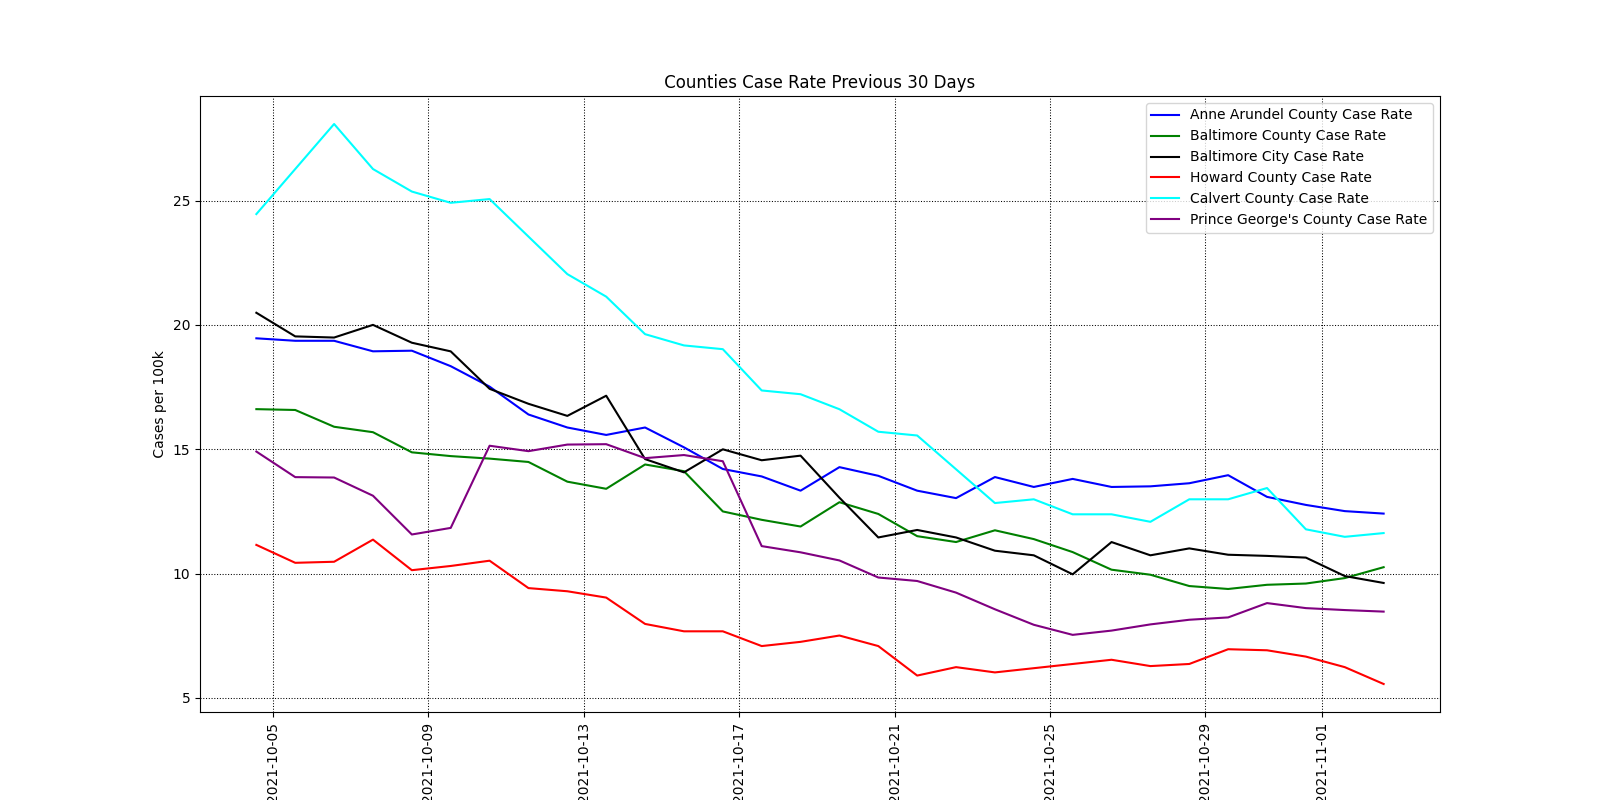 Counties Case Rate Previous 30 Days
Anne Arundel County Case Rate
Baltimore County Case Rate
Baltimore City Case Rate
Howard County Case Rate
Calvert County Case Rate
Prince George's County Case Rate
Cases per 100k
25
20
15
10
5
2021-10-05
2021-10-09
2021-10-13
2021-10-17
2021-10-21
2021-10-25
2021-10-29
2021-11-01